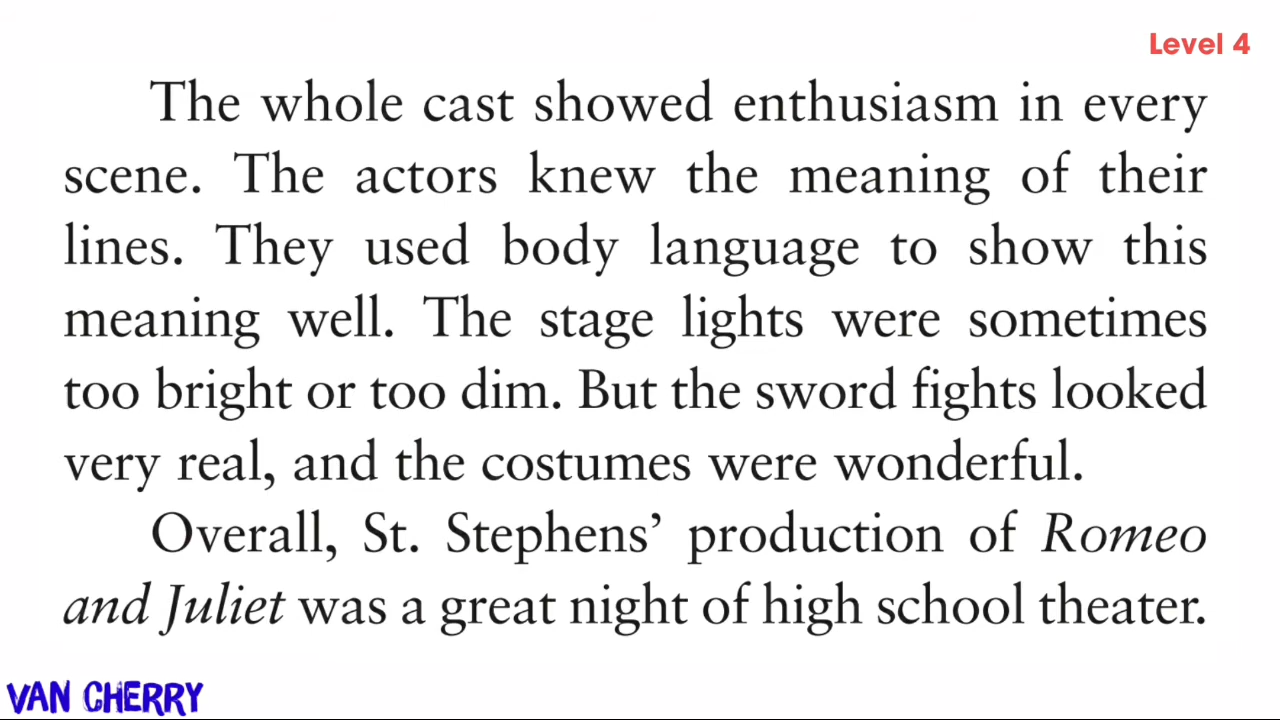 Level 4
The whole cast showed enthusiasm in every
scene. The actors knew the meaning of their
lines. They used body language to show this
meaning well. The stage lights were sometimes
too bright or too dim. But the sword fights looked
very real, and the costumes were wonderful.
Overall, St. Stephens’ production of Romeo
and Juliet was a great night of high school theater.
VAN CHERRY